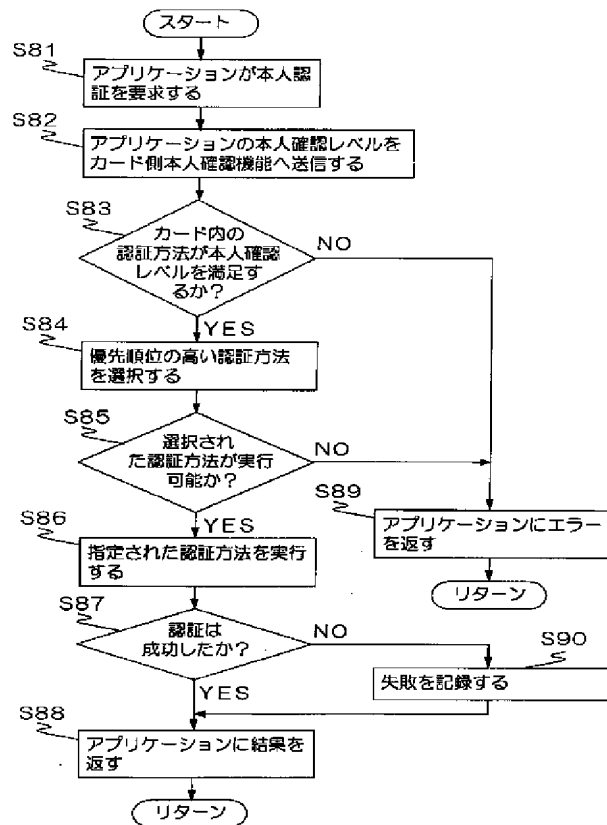 スタート
S81
アプリケーションが本人認
証を要求する
S82
アプリケーションの本人確認レベルを
カード側本人確認機能へ送信する
S83
カード内の
認証方法が本人確認
レベルを満足す
るか?
NO
YES
S84
優先順位の高い認証方法
を選択する
S85
選択され
た認証方法が実行
可能か?
NO
YES
S89
アプリケーションにエラー
を返す
リターン
S86
指定された認証方法を実行
する
S87
認証は
成功したか?
NO
YES
S90
失敗を記録する
S88
アプリケーションに結果を
返す
リターン